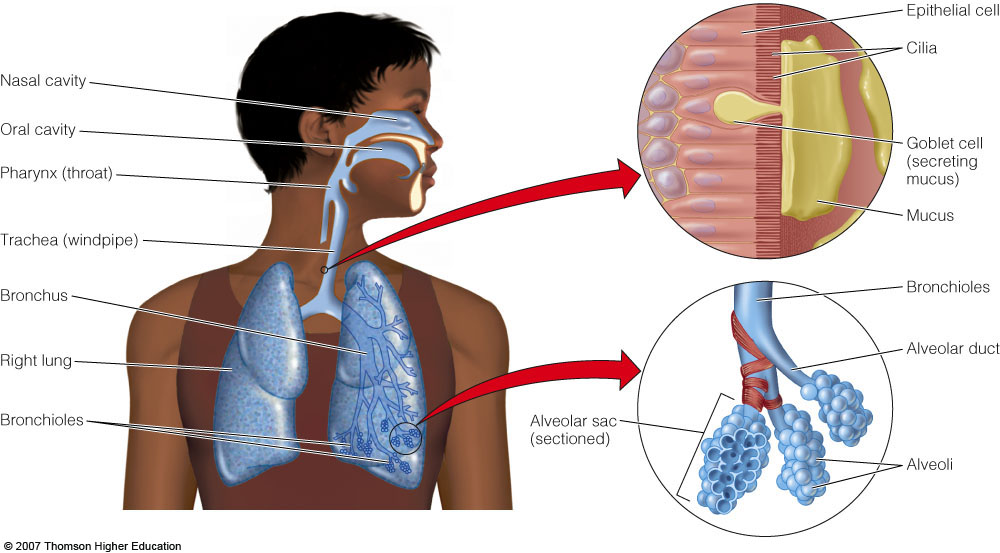 Nasal cavity
Oral cavity
Pharynx (throat)
Trachea (windpipe)
Bronchus
Right lung
Bronchioles
Epithelial cell
Cilia
Goblet cell
(secreting
mucus)
Mucus
Bronchioles
Alveolar duct
Alveolar sac
(sectioned)
Alveoli
© 2007 Thomson Higher Education